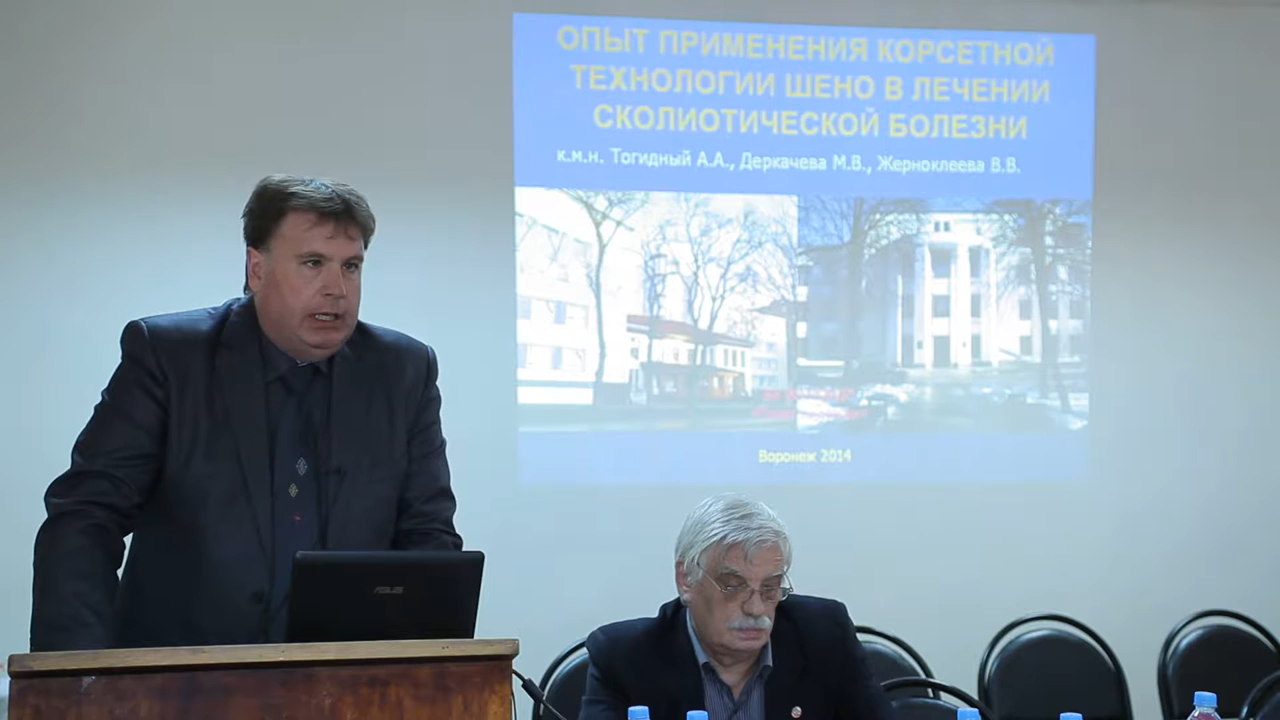 ОПЫТ ПРИМЕНЕНИЯ КОРСЕТНОЙ
ТЕХНОЛОГИИ ШЕНО В ЛЕЧЕНИИ
СКОЛИОТИЧЕСКОЙ БОЛЕЗНИ
к.м.н. Тогидный А.А., Деркачева М.В., Жерноклеева В.В.
Воронеж 2014
ASUS